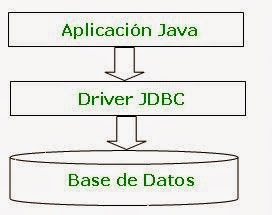 Aplicación Java
Driver JDBC
Base de Datos